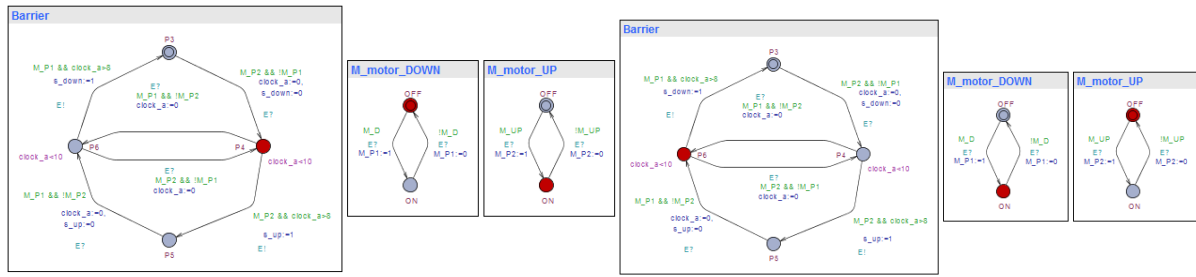 Barrier
P3
M_P1 && clock_a>8
s_down:=1
E!
E?
M_P1 && !M_P2
clock_a:=0
M_P2 && !M_P1
clock_a:=0,
s_down:=0
E?
P6
P4
clock_a<10
clock_a<10
E?
M_P2 && !M_P1
clock_a:=0
M_P1 && !M_P2
clock_a:=0,
s_up:=0
E?
M_P2 && clock_a>8
s_up:=1
E!
P5
M_motor_DOWN
OFF
M_D
E?
M_P1:=1
!M_D
E?
M_P1:=0
ON
M_motor_UP
OFF
M_UP
E?
M_P2:=1
!M_UP
E?
M_P2:=0
ON
Barrier
P3
M_P1 && clock_a>8
s_down:=1
E!
E?
M_P1 && !M_P2
clock_a:=0
M_P2 && !M_P1
clock_a:=0,
s_down:=0
E?
P6
P4
clock_a<10
clock_a<10
E?
M_P2 && !M_P1
clock_a:=0
M_P1 && !M_P2
clock_a:=0,
s_up:=0
E?
M_P2 && clock_a>8
s_up:=1
E!
P5
M_motor_DOWN
OFF
M_D
E?
M_P1:=1
!M_D
E?
M_P1:=0
ON
M_motor_UP
OFF
M_UP
E?
M_P2:=1
!M_UP
E?
M_P2:=0
ON